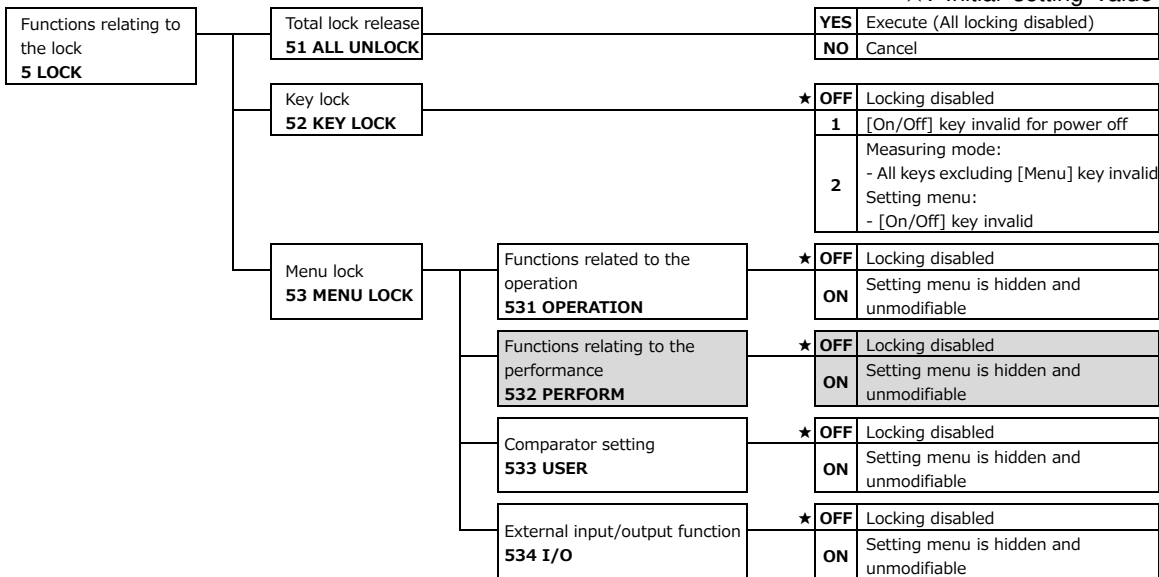 ★: Initial Setting Value
Functions relating to
the lock
5 LOCK
Total lock release
51 ALL UNLOCK
YES Execute (All locking disabled)
NO Cancel
Key lock
52 KEY LOCK
★ OFF Locking disabled
1 [On/Off] key invalid for power off
2 Measuring mode:
- All keys excluding [Menu] key invalid
Setting menu:
- [On/Off] key invalid
Menu lock
53 MENU LOCK
Functions related to the
operation
531 OPERATION
★ OFF Locking disabled
ON Setting menu is hidden and
unmodifiable
Functions relating to the
performance
532 PERFORM
★ OFF Locking disabled
ON Setting menu is hidden and
unmodifiable
Comparator setting
533 USER
★ OFF Locking disabled
ON Setting menu is hidden and
unmodifiable
External input/output function
534 I/O
★ OFF Locking disabled
ON Setting menu is hidden and
unmodifiable